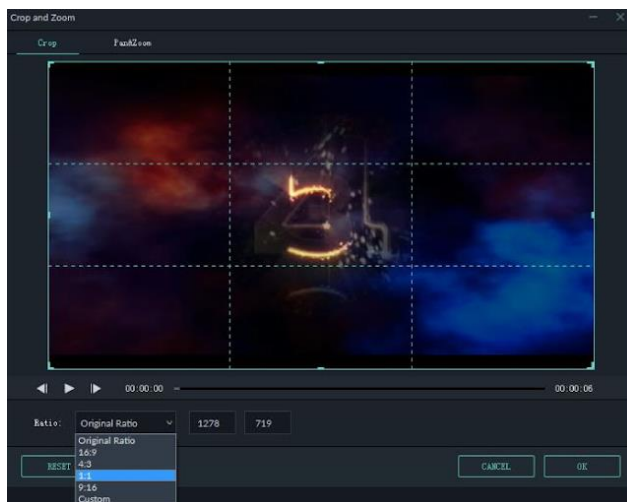 Crop and Zoom
Crop Pan&Zoom
00:00:00 00:00:06
Ratio: Original Ratio 1278 719
Original Ratio
16:9
4:3
1:1
9:16
Custom
RESET CANCEL OK